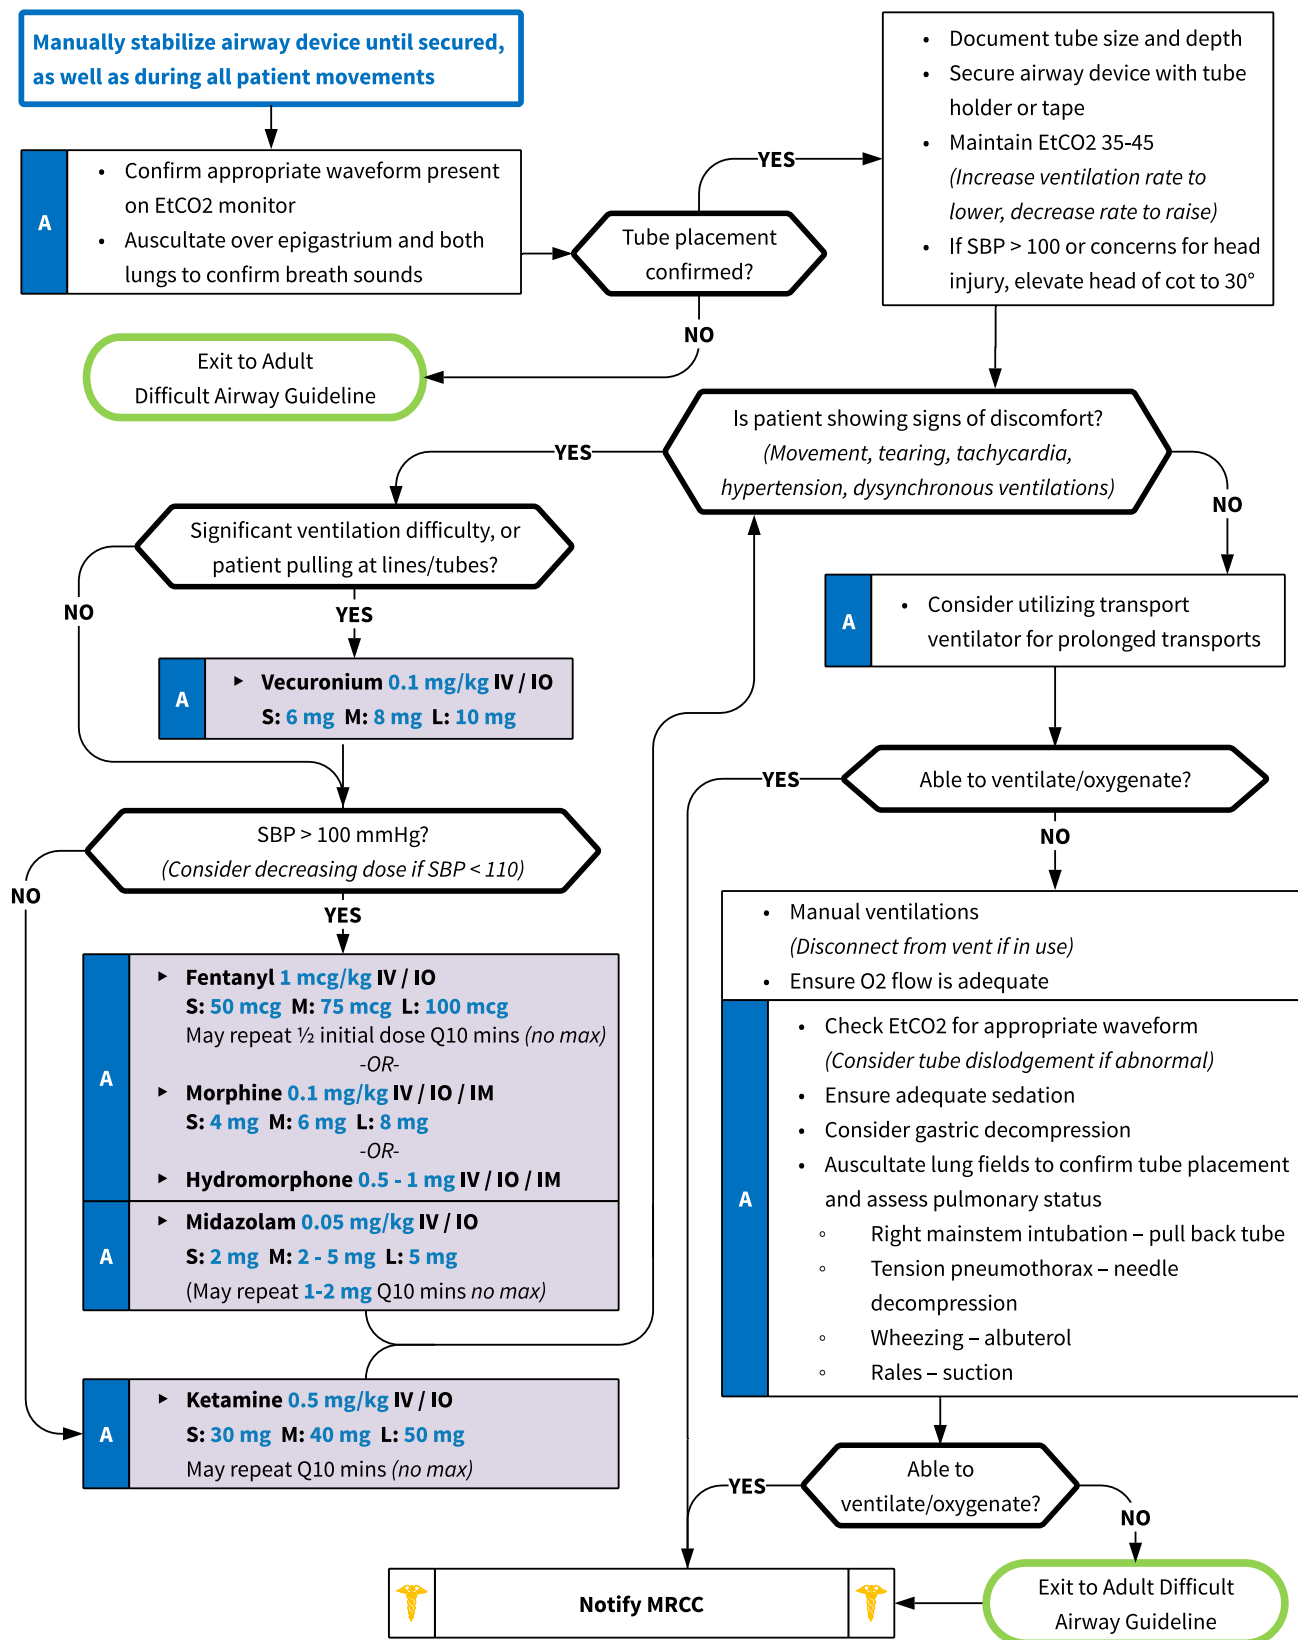 Manually stabilize airway device until secured,
as well as during all patient movements
A
• Confirm appropriate waveform present
on EtCO2 monitor
• Auscultate over epigastrium and both
lungs to confirm breath sounds
Tube placement
confirmed?
YES
NO
• Document tube size and depth
• Secure airway device with tube
holder or tape
• Maintain EtCO2 35-45
(Increase ventilation rate to
lower, decrease rate to raise)
• If SBP > 100 or concerns for head
injury, elevate head of cot to 30°
Exit to Adult
Difficult Airway Guideline
Is patient showing signs of discomfort?
(Movement, tearing, tachycardia,
hypertension, dysynchronous ventilations)
YES
NO
Significant ventilation difficulty, or
patient pulling at lines/tubes?
NO
YES
A
▸ Vecuronium 0.1 mg/kg IV / IO
S: 6 mg M: 8 mg L: 10 mg
SBP > 100 mmHg?
(Consider decreasing dose if SBP < 110)
NO
YES
A
▸ Fentanyl 1 mcg/kg IV / IO
S: 50 mcg M: 75 mcg L: 100 mcg
May repeat ½ initial dose Q10 mins (no max)
-OR-
▸ Morphine 0.1 mg/kg IV / IO / IM
S: 4 mg M: 6 mg L: 8 mg
-OR-
▸ Hydromorphone 0.5 - 1 mg IV / IO / IM
A
▸ Midazolam 0.05 mg/kg IV / IO
S: 2 mg M: 2 - 5 mg L: 5 mg
(May repeat 1-2 mg Q10 mins no max)
A
▸ Ketamine 0.5 mg/kg IV / IO
S: 30 mg M: 40 mg L: 50 mg
May repeat Q10 mins (no max)
A
• Consider utilizing transport
ventilator for prolonged transports
Able to ventilate/oxygenate?
YES
NO
• Manual ventilations
(Disconnect from vent if in use)
• Ensure O2 flow is adequate
A
• Check EtCO2 for appropriate waveform
(Consider tube dislodgement if abnormal)
• Ensure adequate sedation
• Consider gastric decompression
• Auscultate lung fields to confirm tube placement
and assess pulmonary status
◦ Right mainstem intubation – pull back tube
◦ Tension pneumothorax – needle
decompression
◦ Wheezing – albuterol
◦ Rales – suction
Able to
ventilate/oxygenate?
YES
NO
Exit to Adult Difficult
Airway Guideline
Notify MRCC